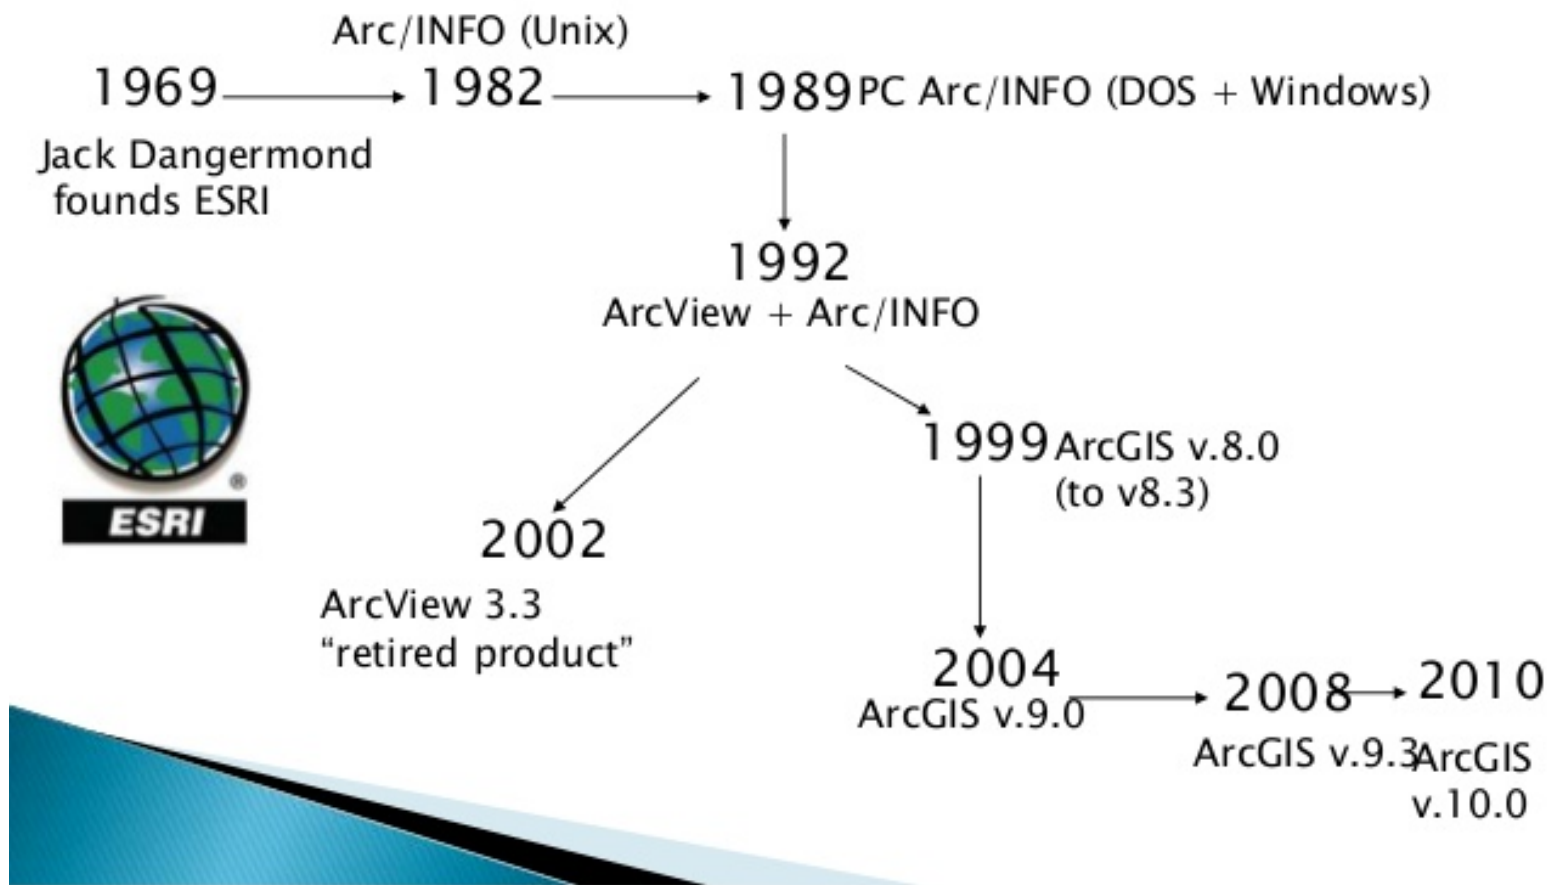 Arc/INFO (Unix)
1969
1982
1989 PC Arc/INFO (DOS + Windows)
Jack Dangermond
founds ESRI
1992
ArcView + Arc/INFO
1999 ArcGIS v.8.0
(to v8.3)
®
ESRI
2002
ArcView 3.3
“retired product”
2004
ArcGIS v.9.0
2008
ArcGIS v.9.3
2010
ArcGIS
v.10.0